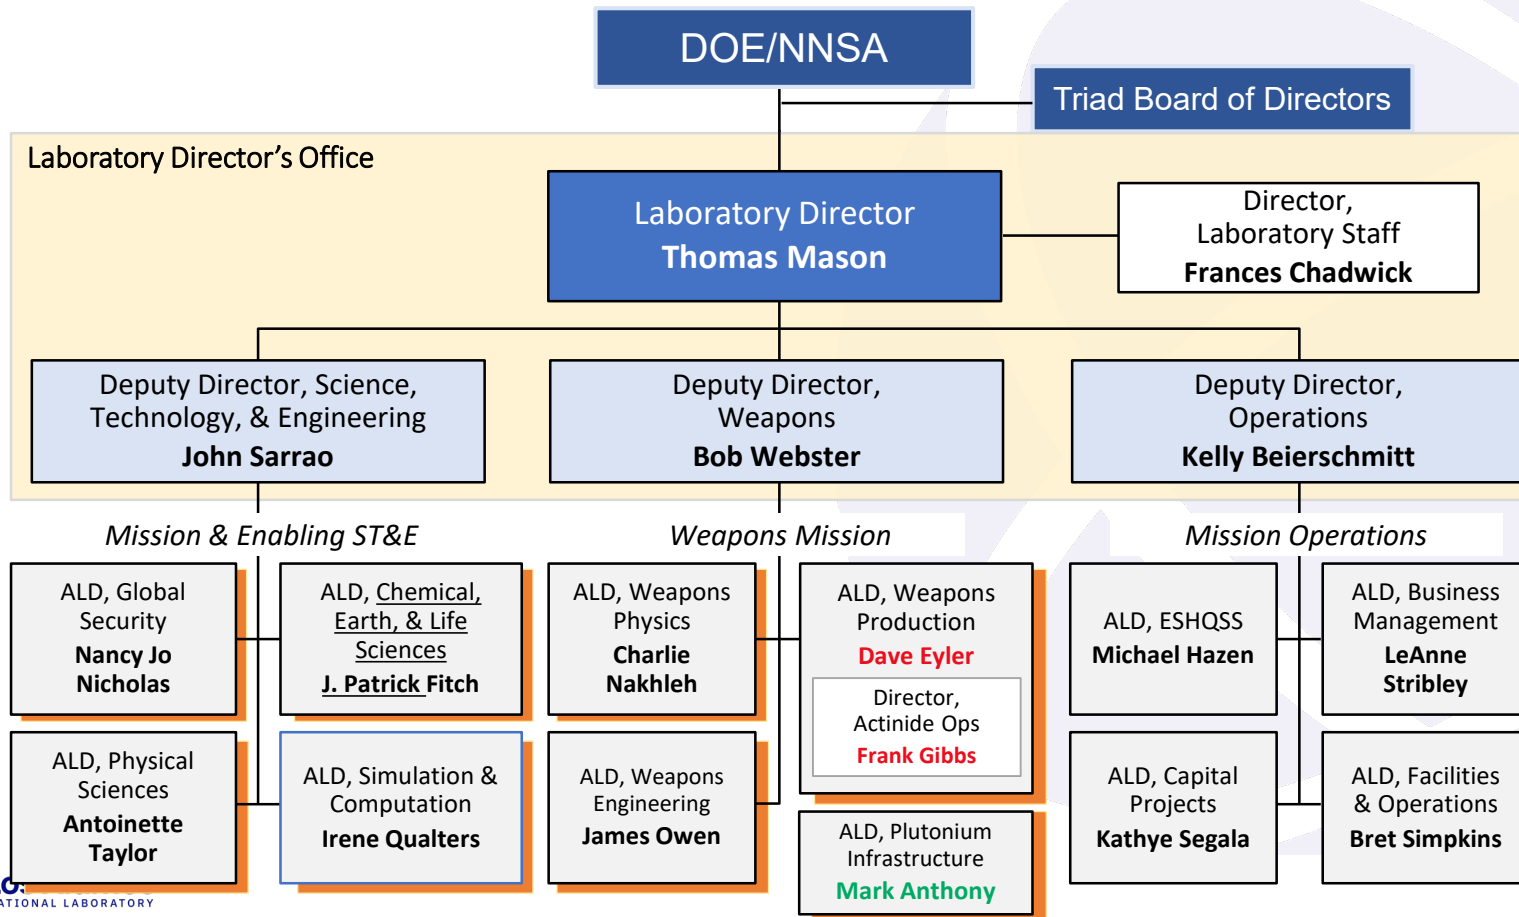 DOE/NNSA
Triad Board of Directors
Laboratory Director’s Office
Laboratory Director
Thomas Mason
Director,
Laboratory Staff
Frances Chadwick
Deputy Director, Science,
Technology, & Engineering
John Sarrao
Deputy Director,
Weapons
Bob Webster
Deputy Director,
Operations
Kelly Beierschmitt
Mission & Enabling ST&E
ALD, Global
Security
Nancy Jo
Nicholas
ALD, Chemical,
Earth, & Life
Sciences
J. Patrick Fitch
ALD, Physical
Sciences
Antoinette
Taylor
ALD, Simulation &
Computation
Irene Qualters
Weapons Mission
ALD, Weapons
Physics
Charlie
Nakhleh
ALD, Weapons
Production
Dave Eyler
Director,
Actinide Ops
Frank Gibbs
ALD, Weapons
Engineering
James Owen
ALD, Plutonium
Infrastructure
Mark Anthony
Mission Operations
ALD, ESHQSS
Michael Hazen
ALD, Business
Management
LeAnne
Stribley
ALD, Capital
Projects
Kathye Segala
ALD, Facilities
& Operations
Bret Simpkins
ATIONAL LABORATORY